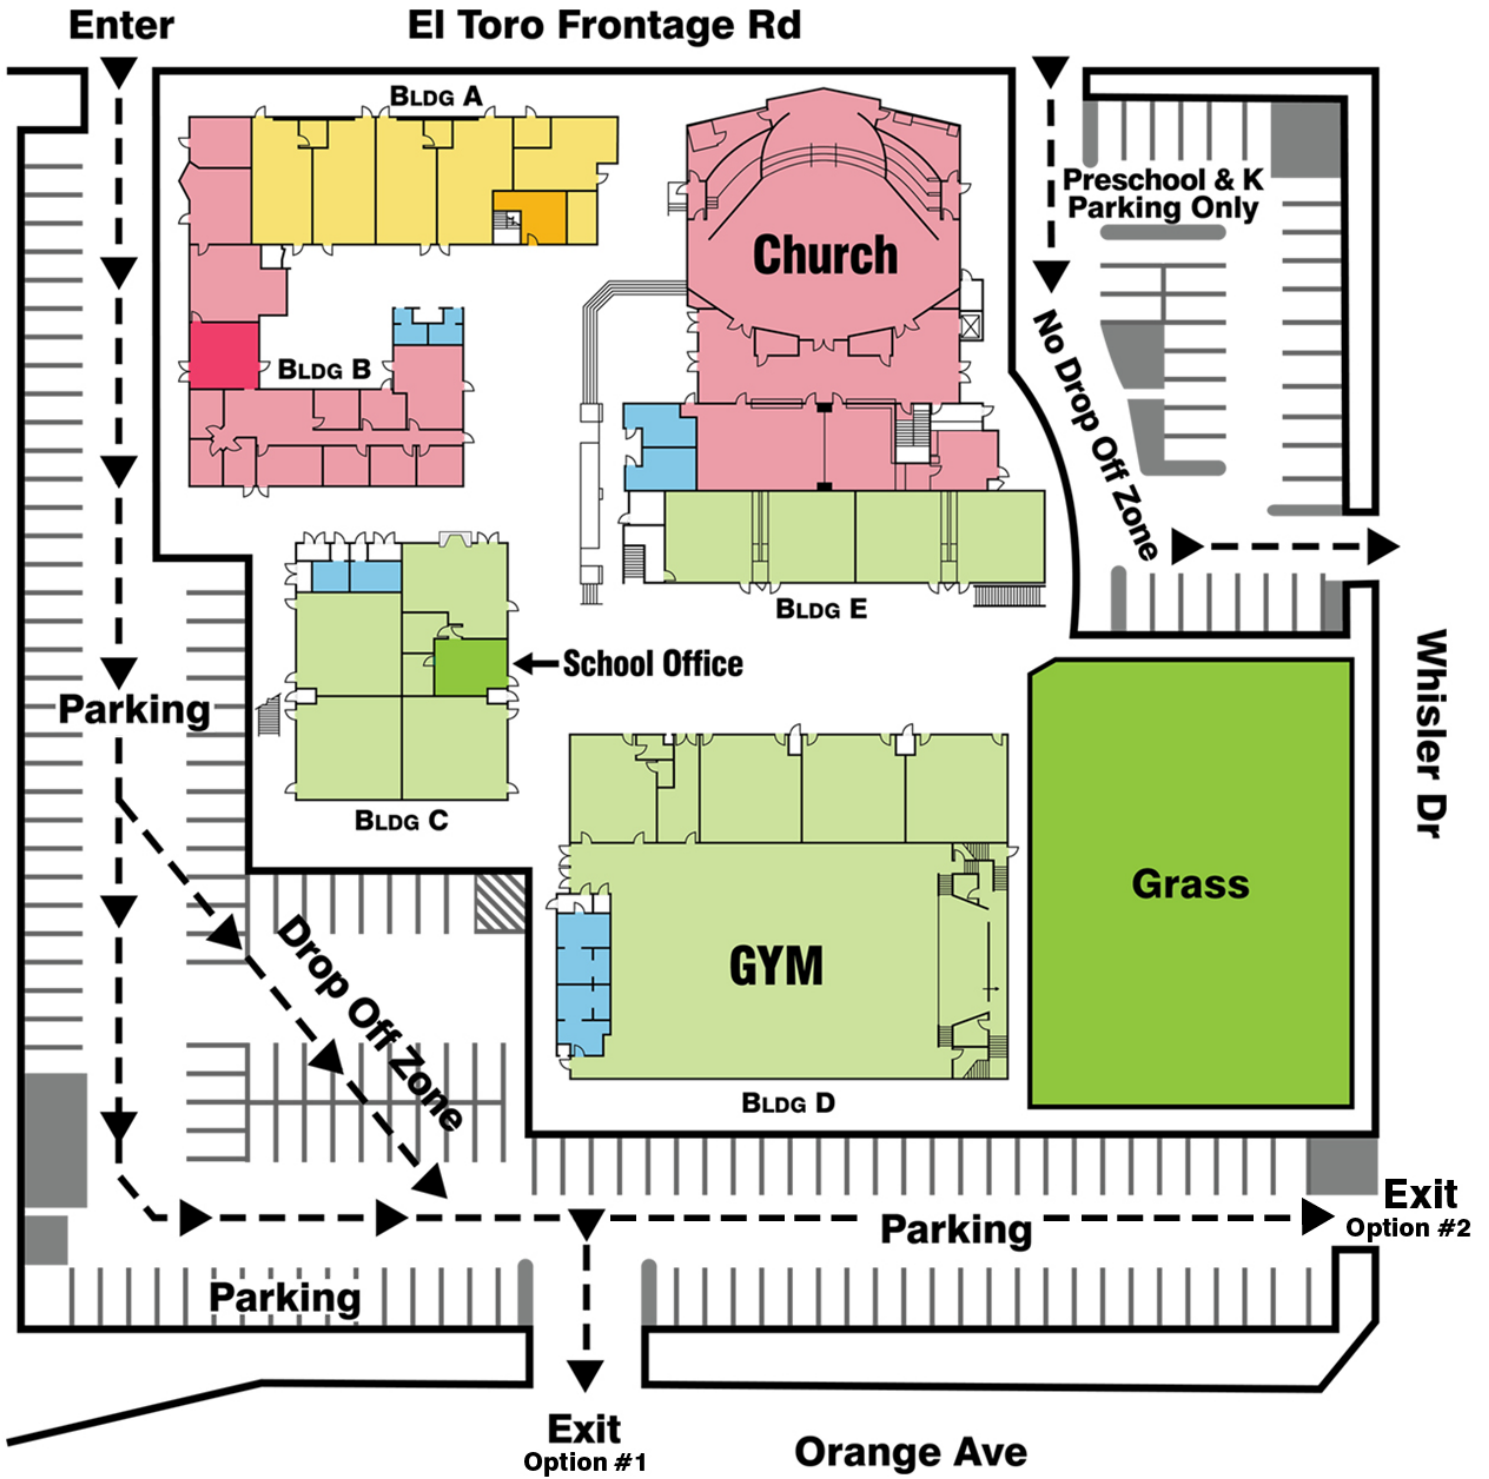 Enter
El Toro Frontage Rd
BLDG A
Preschool & K
Parking Only
Church
No Drop Off Zone
BLDG B
BLDG E
School Office
Whisler Dr
Parking
BLDG C
Grass
Drop Off Zone
GYM
BLDG D
Exit
Option #2
Parking
Parking
Exit
Option #1
Orange Ave